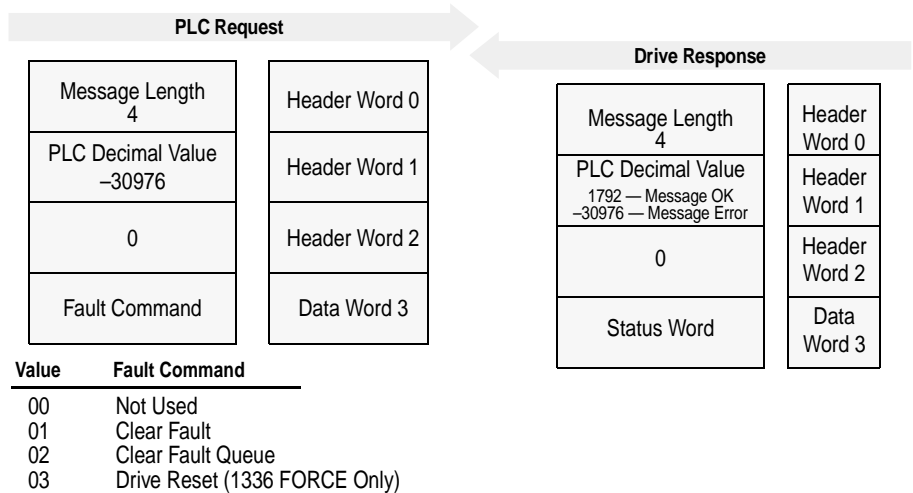 PLC Request
Drive Response
Message Length
4
Header Word 0
PLC Decimal Value
–30976
Header Word 1
0
Header Word 2
Fault Command
Data Word 3
Message Length
4
Header
Word 0
PLC Decimal Value
1792 — Message OK
–30976 — Message Error
Header
Word 1
0
Header
Word 2
Status Word
Data
Word 3
Value Fault Command
00 Not Used
01 Clear Fault
02 Clear Fault Queue
03 Drive Reset (1336 FORCE Only)